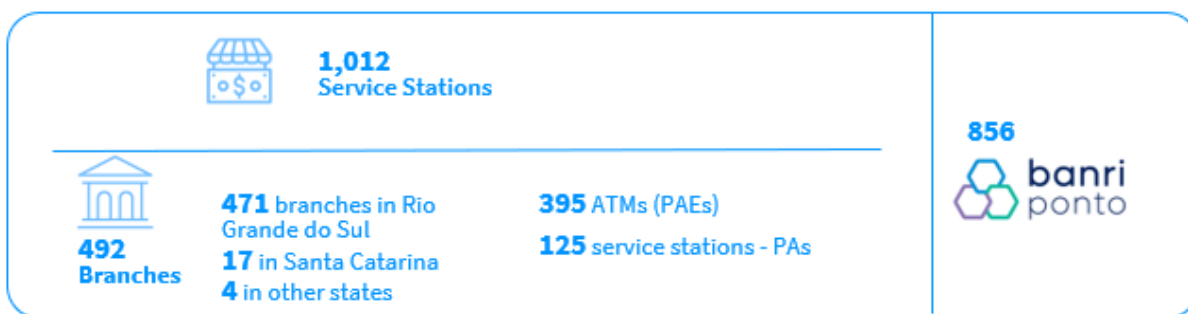 1,012
Service Stations
492
Branches
471 branches in Rio
Grande do Sul
17 in Santa Catarina
4 in other states
395 ATMs (PAEs)
125 service stations - PAs
856
banri
ponto